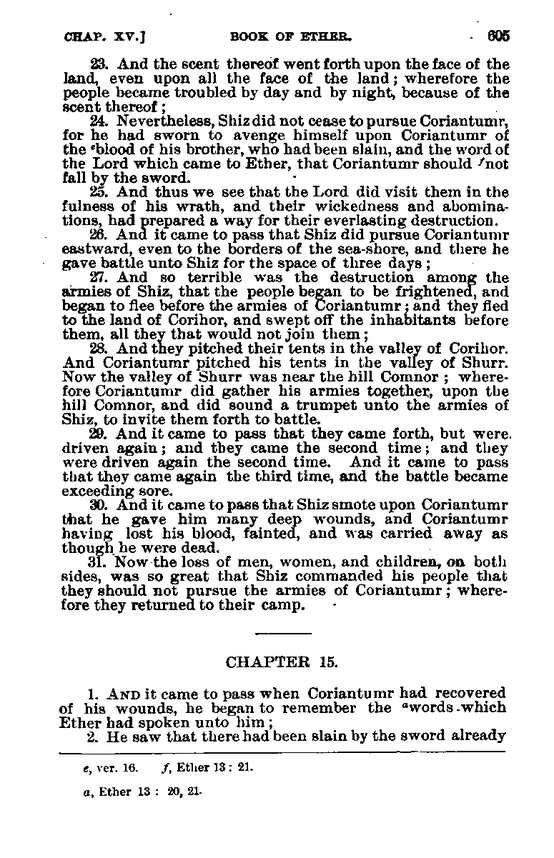 CHAP. XV.] BOOK OF ETHER. 605
23. And the scent thereof went forth upon the face of the
land, even upon all the face of the land; wherefore the
people became troubled by day and by night, because of the
scent thereof;
24. Nevertheless, Shiz did not cease to pursue Coriantumr,
for he had sworn to avenge himself upon Coriantumr of
the ᵉblood of his brother, who had been slain, and the word of
the Lord which came to Ether, that Coriantumr should ᶠnot
fall by the sword.
25. And thus we see that the Lord did visit them in the
fulness of his wrath, and their wickedness and abomina-
tions, had prepared a way for their everlasting destruction.
26. And it came to pass that Shiz did pursue Coriantumr
eastward, even to the borders of the sea-shore, and there he
gave battle unto Shiz for the space of three days;
27. And so terrible was the destruction among the
armies of Shiz, that the people began to be frightened, and
began to flee before the armies of Coriantumr; and they fled
to the land of Corihor, and swept off the inhabitants before
them, all they that would not join them;
28. And they pitched their tents in the valley of Corihor.
And Coriantumr pitched his tents in the valley of Shurr.
Now the valley of Shurr was near the hill Comnor; where-
fore Coriantumr did gather his armies together, upon the
hill Comnor, and did sound a trumpet unto the armies of
Shiz, to invite them forth to battle.
29. And it came to pass that they came forth, but were
driven again; and they came the second time; and they
were driven again the second time. And it came to pass
that they came again the third time, and the battle became
exceeding sore.
30. And it came to pass that Shiz smote upon Coriantumr
that he gave him many deep wounds, and Coriantumr
having lost his blood, fainted, and was carried away as
though he were dead.
31. Now the loss of men, women, and children, on both
sides, was so great that Shiz commanded his people that
they should not pursue the armies of Coriantumr; where-
fore they returned to their camp.
CHAPTER 15.
1. AND it came to pass when Coriantumr had recovered
of his wounds, he began to remember the ᵃwords which
Ether had spoken unto him;
2. He saw that there had been slain by the sword already
e, ver. 16. f, Ether 13: 21.
a, Ether 13: 20, 21.